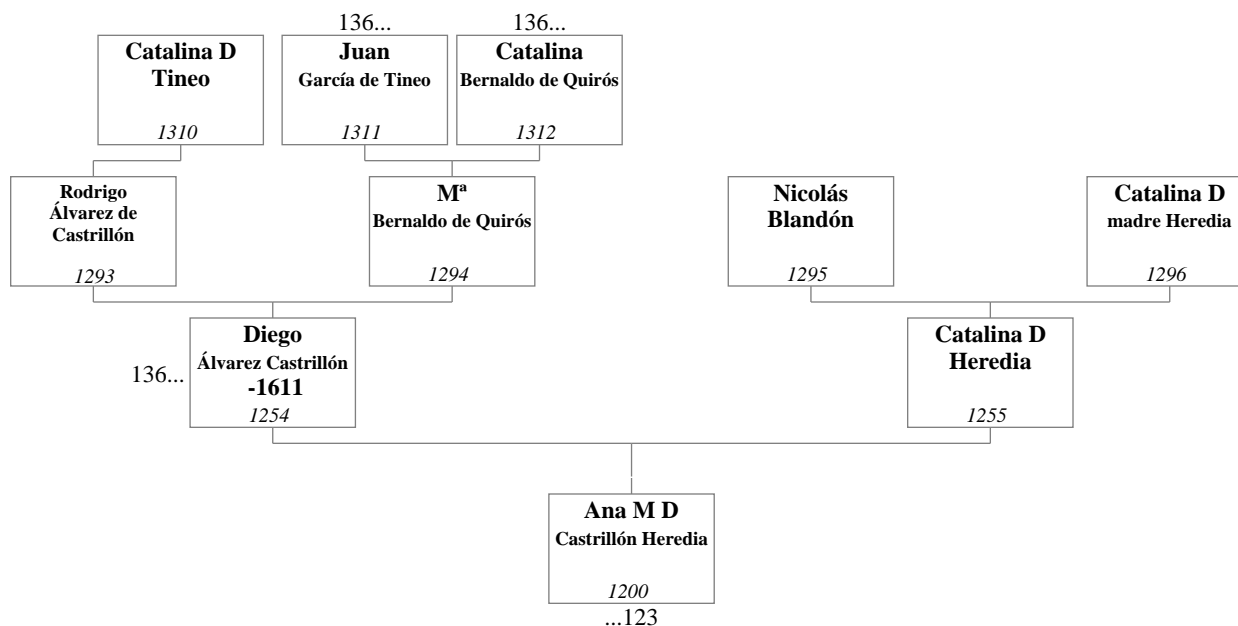 136...
136...
Catalina D
Tineo
1310
Juan
García de Tineo
1311
Catalina
Bernaldo de Quirós
1312
Rodrigo
Álvarez de
Castrillón
1293
Mª
Bernaldo de Quirós
1294
Nicolás
Blandón
1295
Catalina D
madre Heredia
1296
136...
Diego
Álvarez Castrillón
-1611
1254
Catalina D
Heredia
1255
Ana M D
Castrillón Heredia
1200
...123